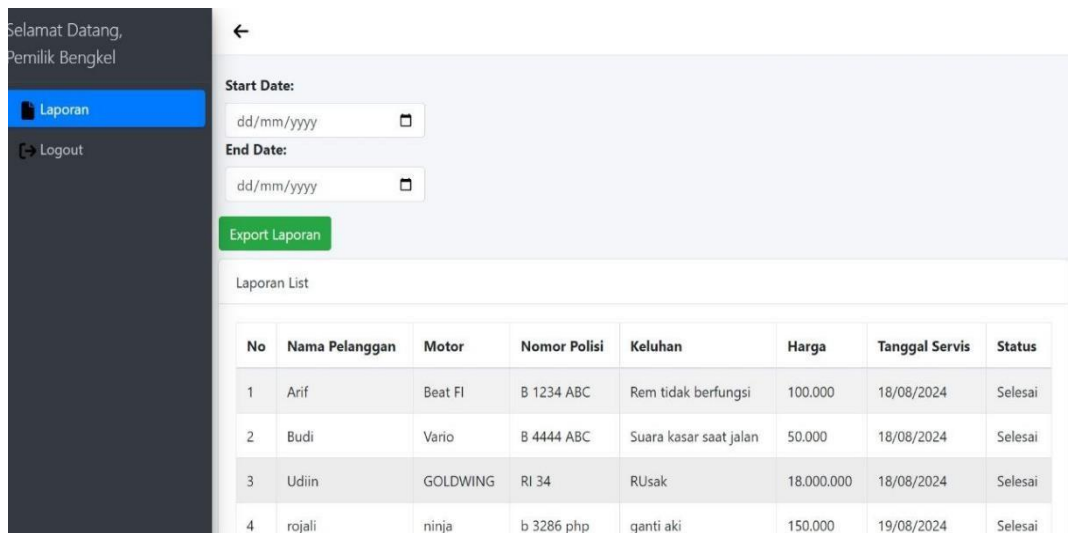 Selamat Datang,
Pemilik Bengkel
Laporan
Logout
Start Date:
dd/mm/yyyy
End Date:
dd/mm/yyyy
Export Laporan
Laporan List
No Nama Pelanggan Motor Nomor Polisi Keluhan Harga Tanggal Servis Status
1 Arif Beat FI B 1234 ABC Rem tidak berfungsi 100.000 18/08/2024 Selesai
2 Budi Vario B 4444 ABC Suara kasar saat jalan 50.000 18/08/2024 Selesai
3 Udiin GOLDWING RI 34 RUsak 18.000.000 18/08/2024 Selesai
4 rojali ninja b 3286 php ganti aki 150.000 19/08/2024 Selesai